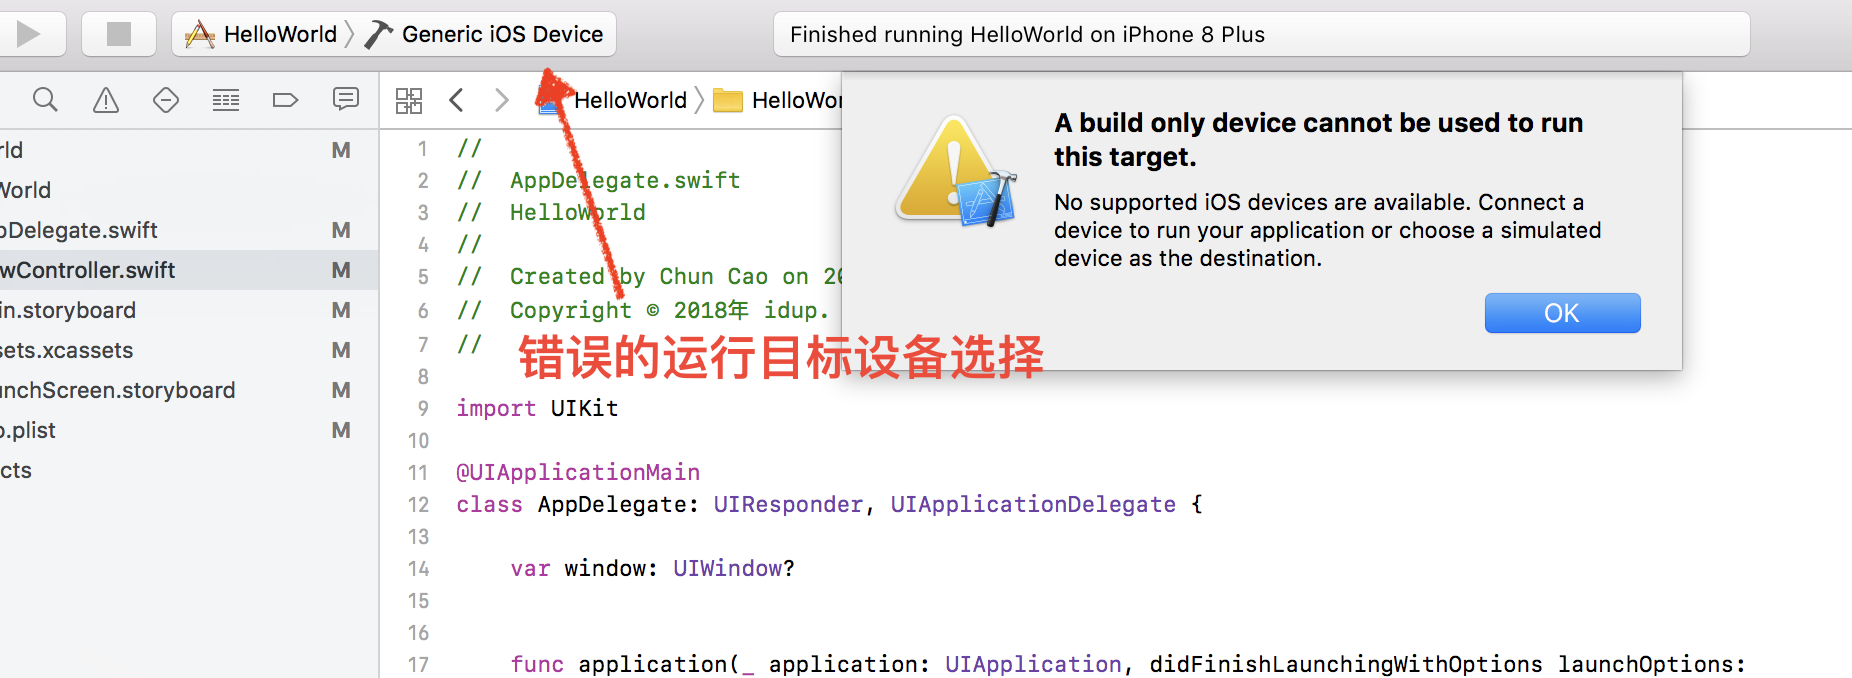 HelloWorld Generic iOS Device
Finished running HelloWorld on iPhone 8 Plus
HelloWorld HelloWor
A build only device cannot be used to run
this target.
No supported iOS devices are available. Connect a
device to run your application or choose a simulated
device as the destination.
OK
rld M
World
pDelegate.swift M
wController.swift M
in.storyboard M
sets.xcassets M
unchScreen.storyboard M
o.plist M
cts
1 //
2 // AppDelegate.swift
3 // HelloWorld
4 //
5 // Created by Chun Cao on 20
6 // Copyright © 2018年 idup.
7 //
错误的运行目标设备选择
8
9 import UIKit
10
11 @UIApplicationMain
12 class AppDelegate: UIResponder, UIApplicationDelegate {
13
14 var window: UIWindow?
15
16
17 func application(_ application: UIApplication, didFinishLaunchingWithOptions launchOptions: